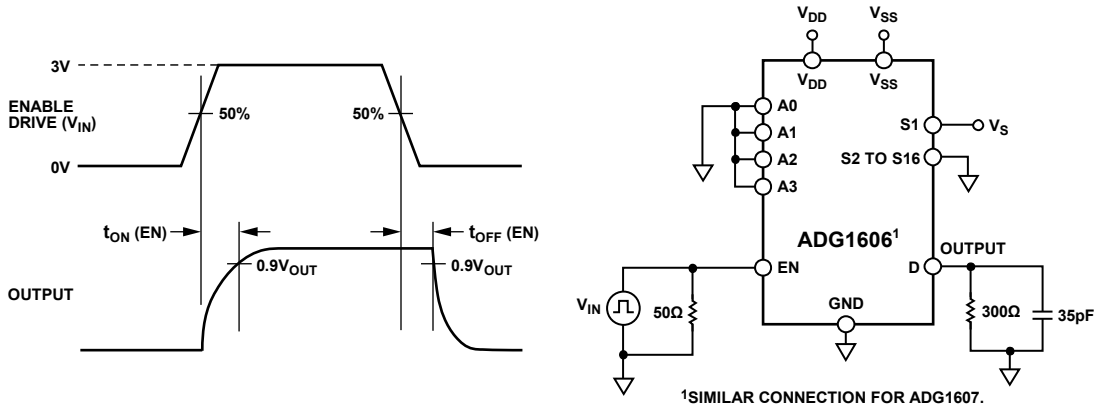 3V
ENABLE
DRIVE (VIN)
50%
50%
0V
tON (EN)
tOFF (EN)
0.9VOUT
0.9VOUT
OUTPUT
VDD
VSS
VDD
VSS
A0
A1
A2
A3
S1
VS
S2 TO S16
ADG1606¹
OUTPUT
EN
D
VIN
50Ω
GND
300Ω
35pF
¹SIMILAR CONNECTION FOR ADG1607.